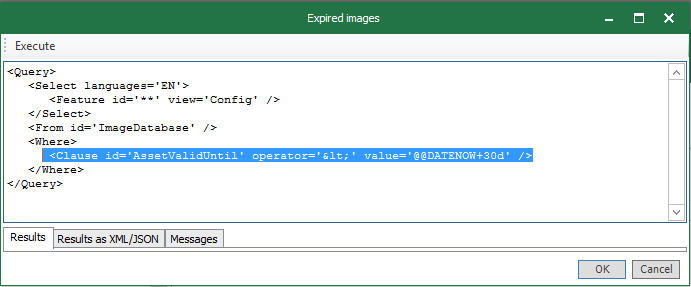 Expired images
Execute
<Query>
<Select languages='EN'>
<Feature id='**' view='Config' />
</Select>
<From id='ImageDatabase' />
<Where>
<Clause id='AssetValidUntil' operator='&lt;' value='@@DATENOW+30d' />
</Where>
</Query>
Results Results as XML/JSON Messages
OK Cancel